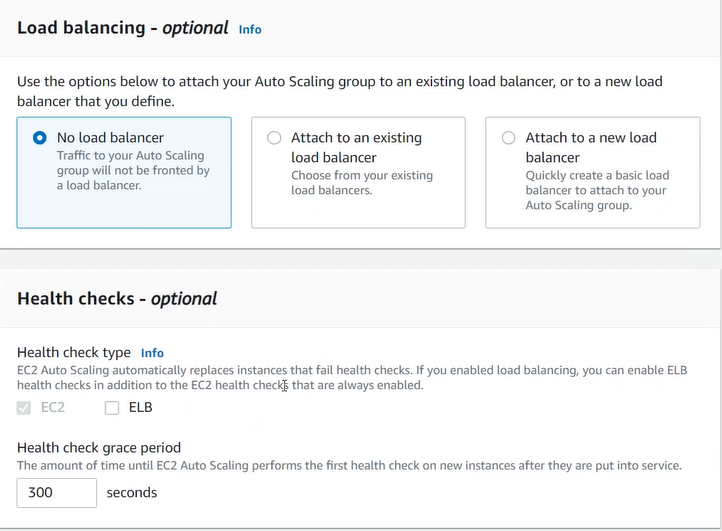 Load balancing - optional Info
Use the options below to attach your Auto Scaling group to an existing load balancer, or to a new load
balancer that you define.
No load balancer
Traffic to your Auto Scaling
group will not be fronted by
a load balancer.
Attach to an existing
load balancer
Choose from your existing
load balancers.
Attach to a new load
balancer
Quickly create a basic load
balancer to attach to your
Auto Scaling group.
Health checks - optional
Health check type Info
EC2 Auto Scaling automatically replaces instances that fail health checks. If you enabled load balancing, you can enable ELB
health checks in addition to the EC2 health checks that are always enabled.
EC2 ELB
Health check grace period
The amount of time until EC2 Auto Scaling performs the first health check on new instances after they are put into service.
300 seconds